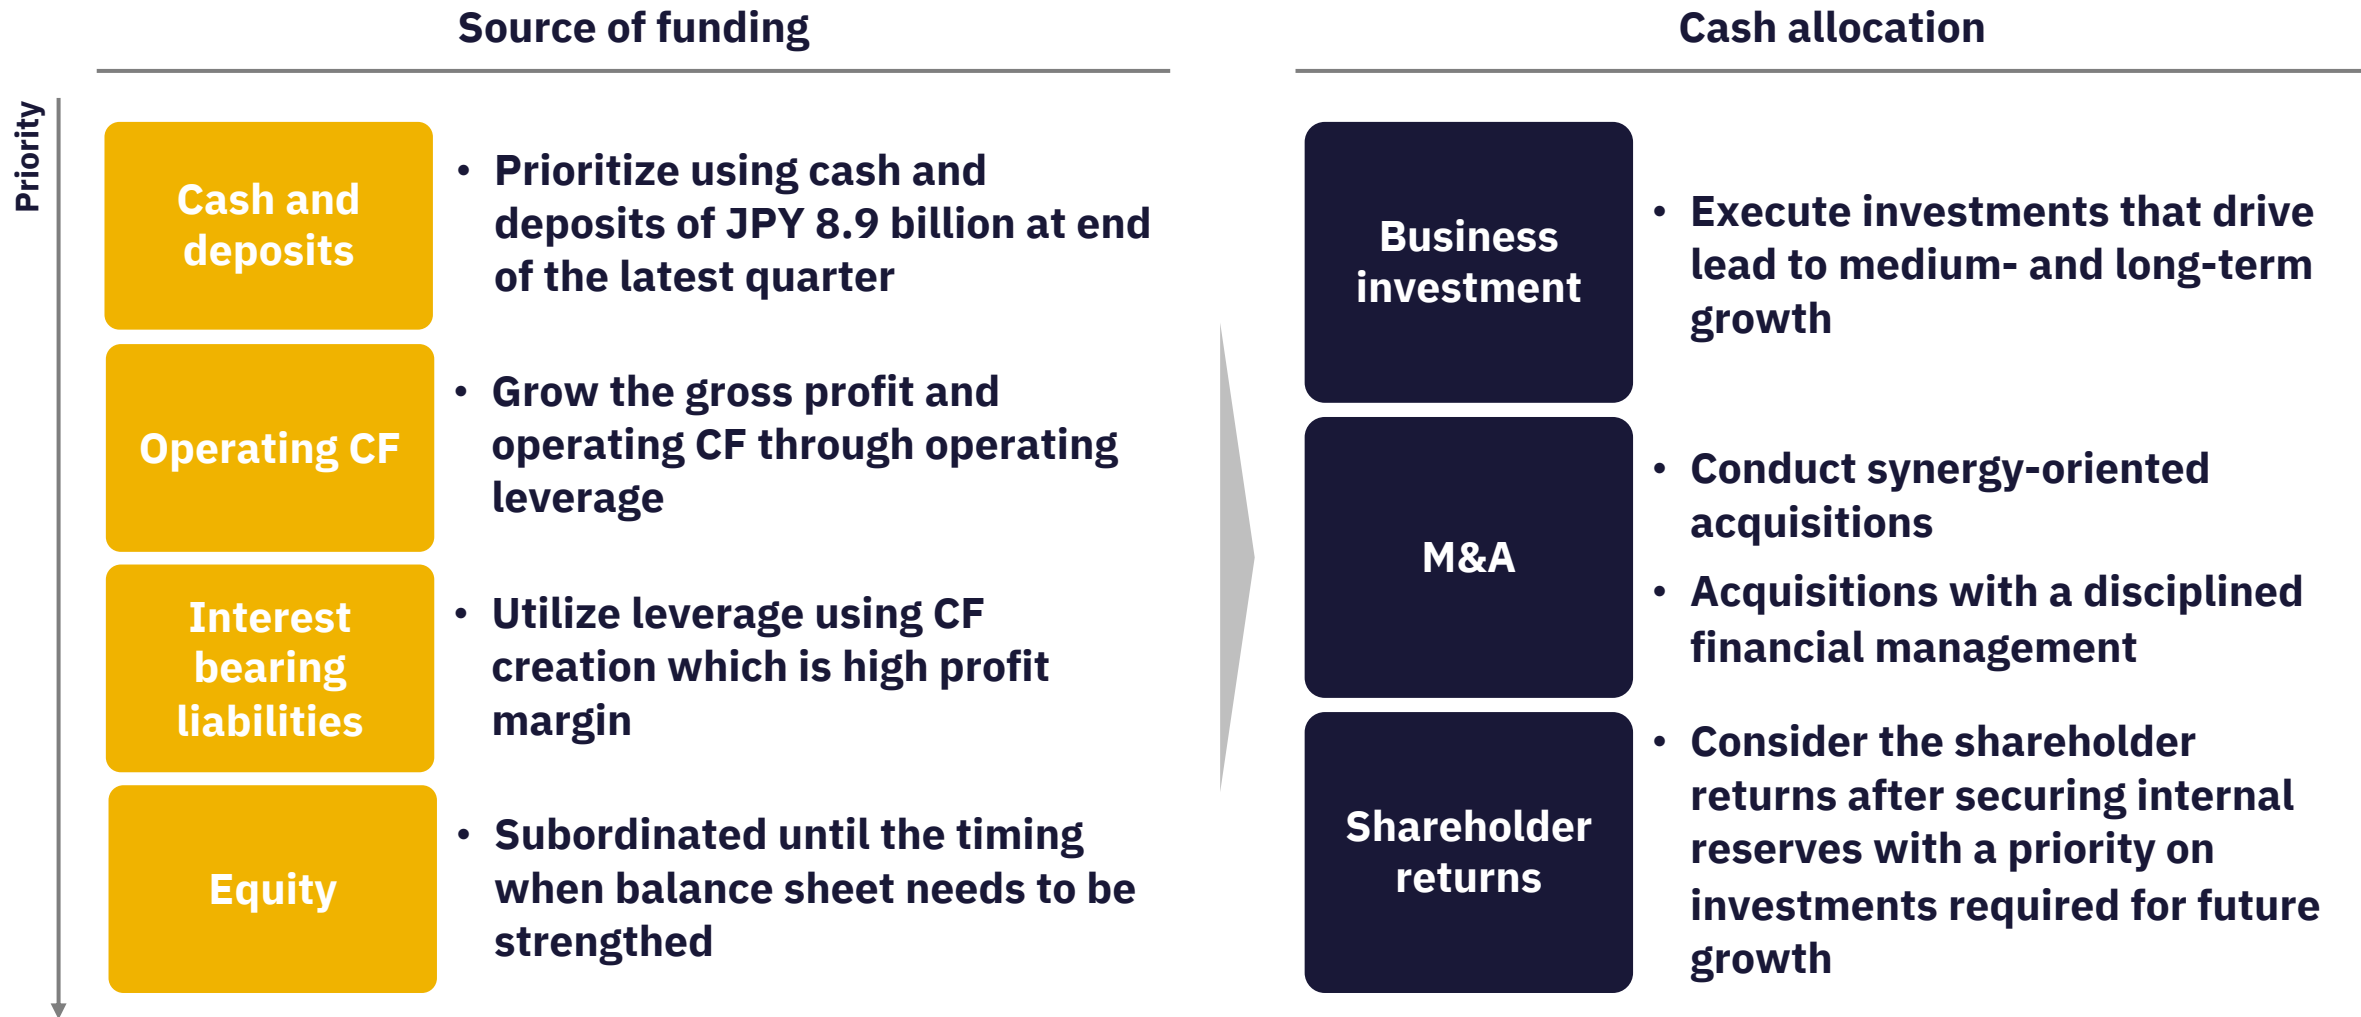 Source of funding
Cash allocation
Priority
Cash and
deposits
• Prioritize using cash and
deposits of JPY 8.9 billion at end
of the latest quarter
Operating CF
• Grow the gross profit and
operating CF through operating
leverage
Interest
bearing
liabilities
• Utilize leverage using CF
creation which is high profit
margin
Equity
• Subordinated until the timing
when balance sheet needs to be
strengthed
Business
investment
• Execute investments that drive
lead to medium- and long-term
growth
M&A
• Conduct synergy-oriented
acquisitions
• Acquisitions with a disciplined
financial management
Shareholder
returns
• Consider the shareholder
returns after securing internal
reserves with a priority on
investments required for future
growth